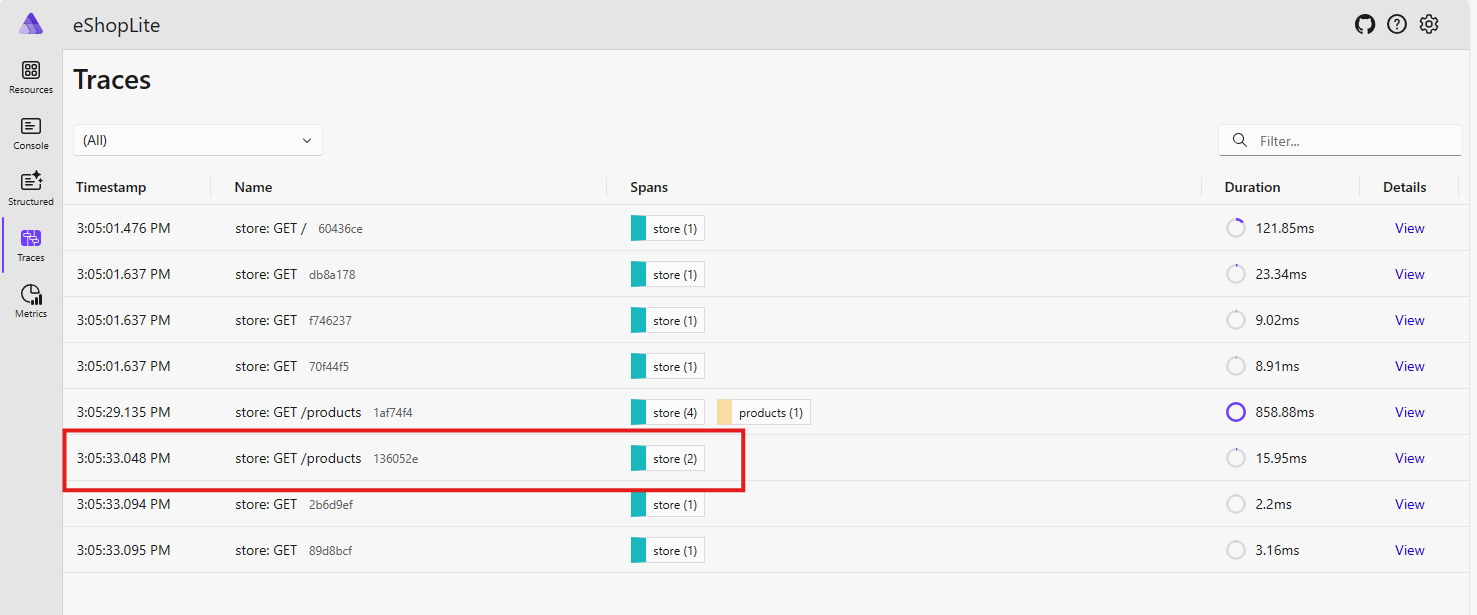 eShopLite
Resources
Console
Structured
Traces
Metrics
Traces
(All)
Filter...
Timestamp Name Spans Duration Details
3:05:01.476 PM store: GET / 60436ce store (1) 121.85ms View
3:05:01.637 PM store: GET db8a178 store (1) 23.34ms View
3:05:01.637 PM store: GET f746237 store (1) 9.02ms View
3:05:01.637 PM store: GET 70f44f5 store (1) 8.91ms View
3:05:29.135 PM store: GET /products 1af74f4 store (4) products (1) 858.88ms View
3:05:33.048 PM store: GET /products 136052e store (2) 15.95ms View
3:05:33.094 PM store: GET 2b6d9ef store (1) 2.2ms View
3:05:33.095 PM store: GET 89d8bcf store (1) 3.16ms View